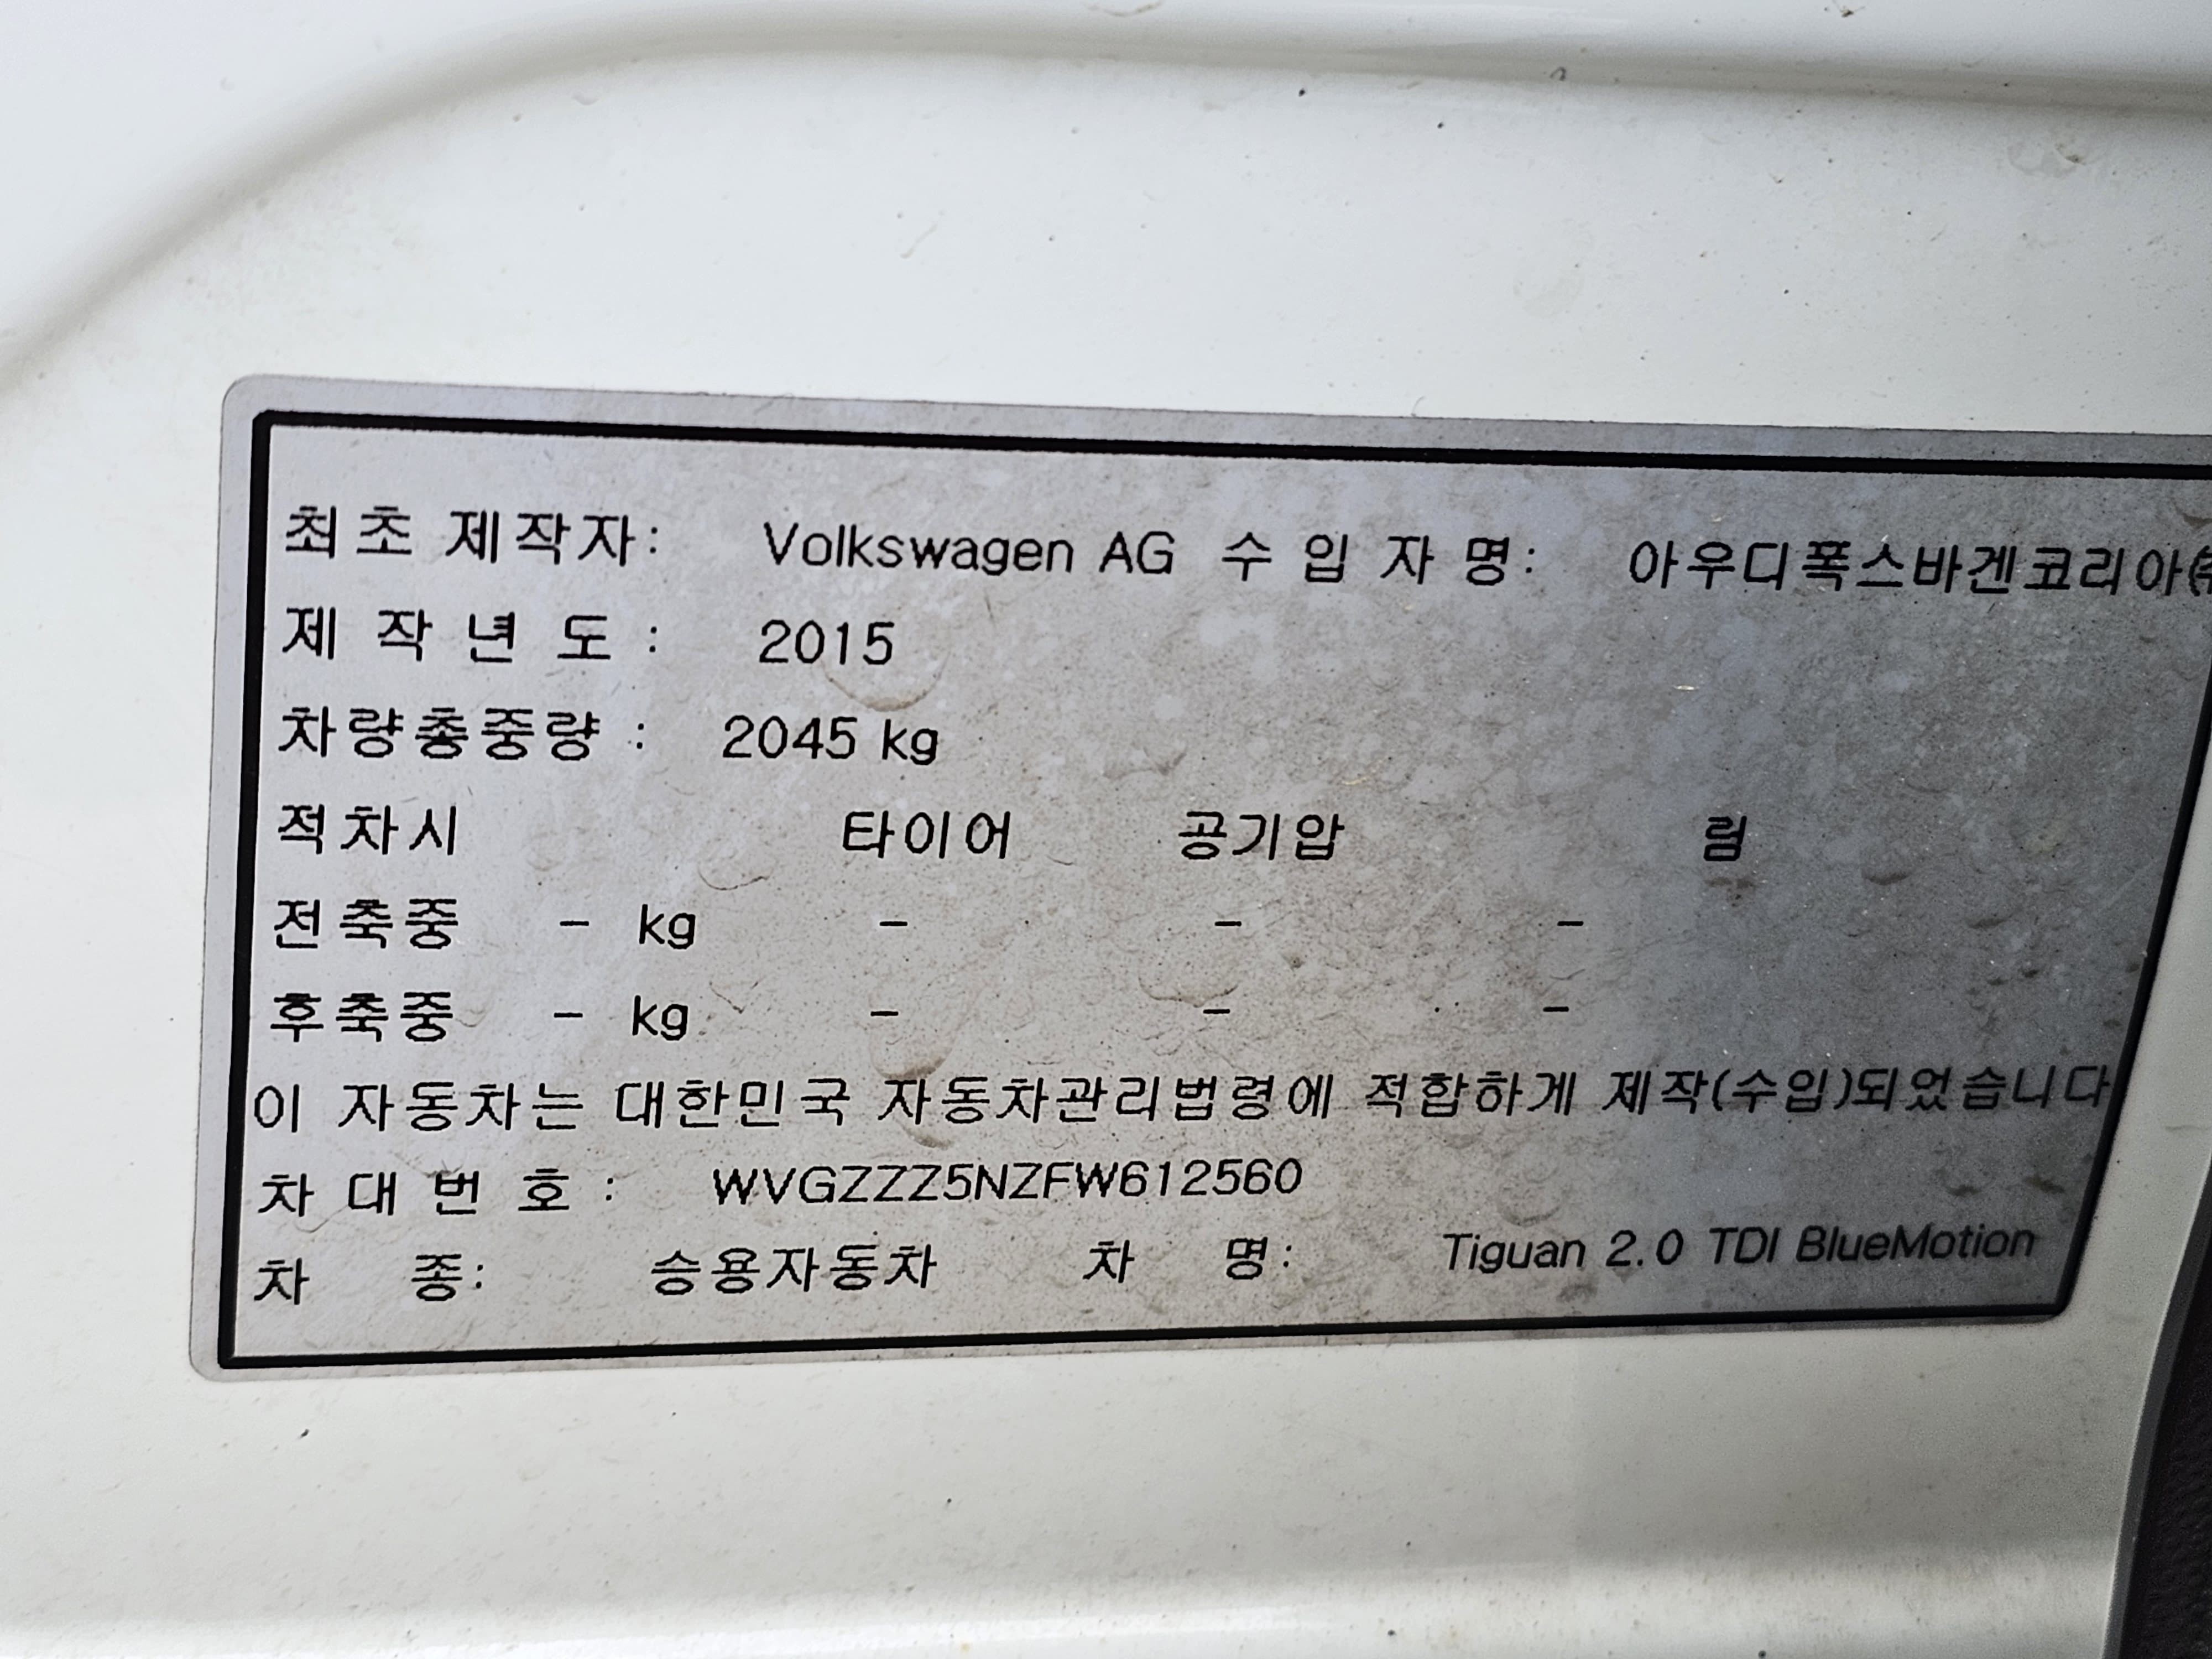 최초 제작자: Volkswagen AG 수 입 자 명: 아우디폭스바겐코리아
제 작 년 도 : 2015
차량총중량 : 2045 kg
적차시 타이어 공기압 림
전축중 - kg - - -
후축중 - kg - - -
이 자동차는 대한민국 자동차관리법령에 적합하게 제작(수입)되었습니다
차 대 번 호 : WVGZZZ5NZFW612560
차 종: 승용자동차 차 명: Tiguan 2.0 TDI BlueMotion